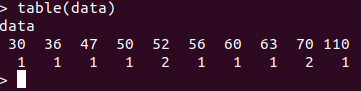 > table(data)
data
 30  36  47  50  52  56  60  63  70 110
  1   1   1   1   2   1   1   1   2   1
>